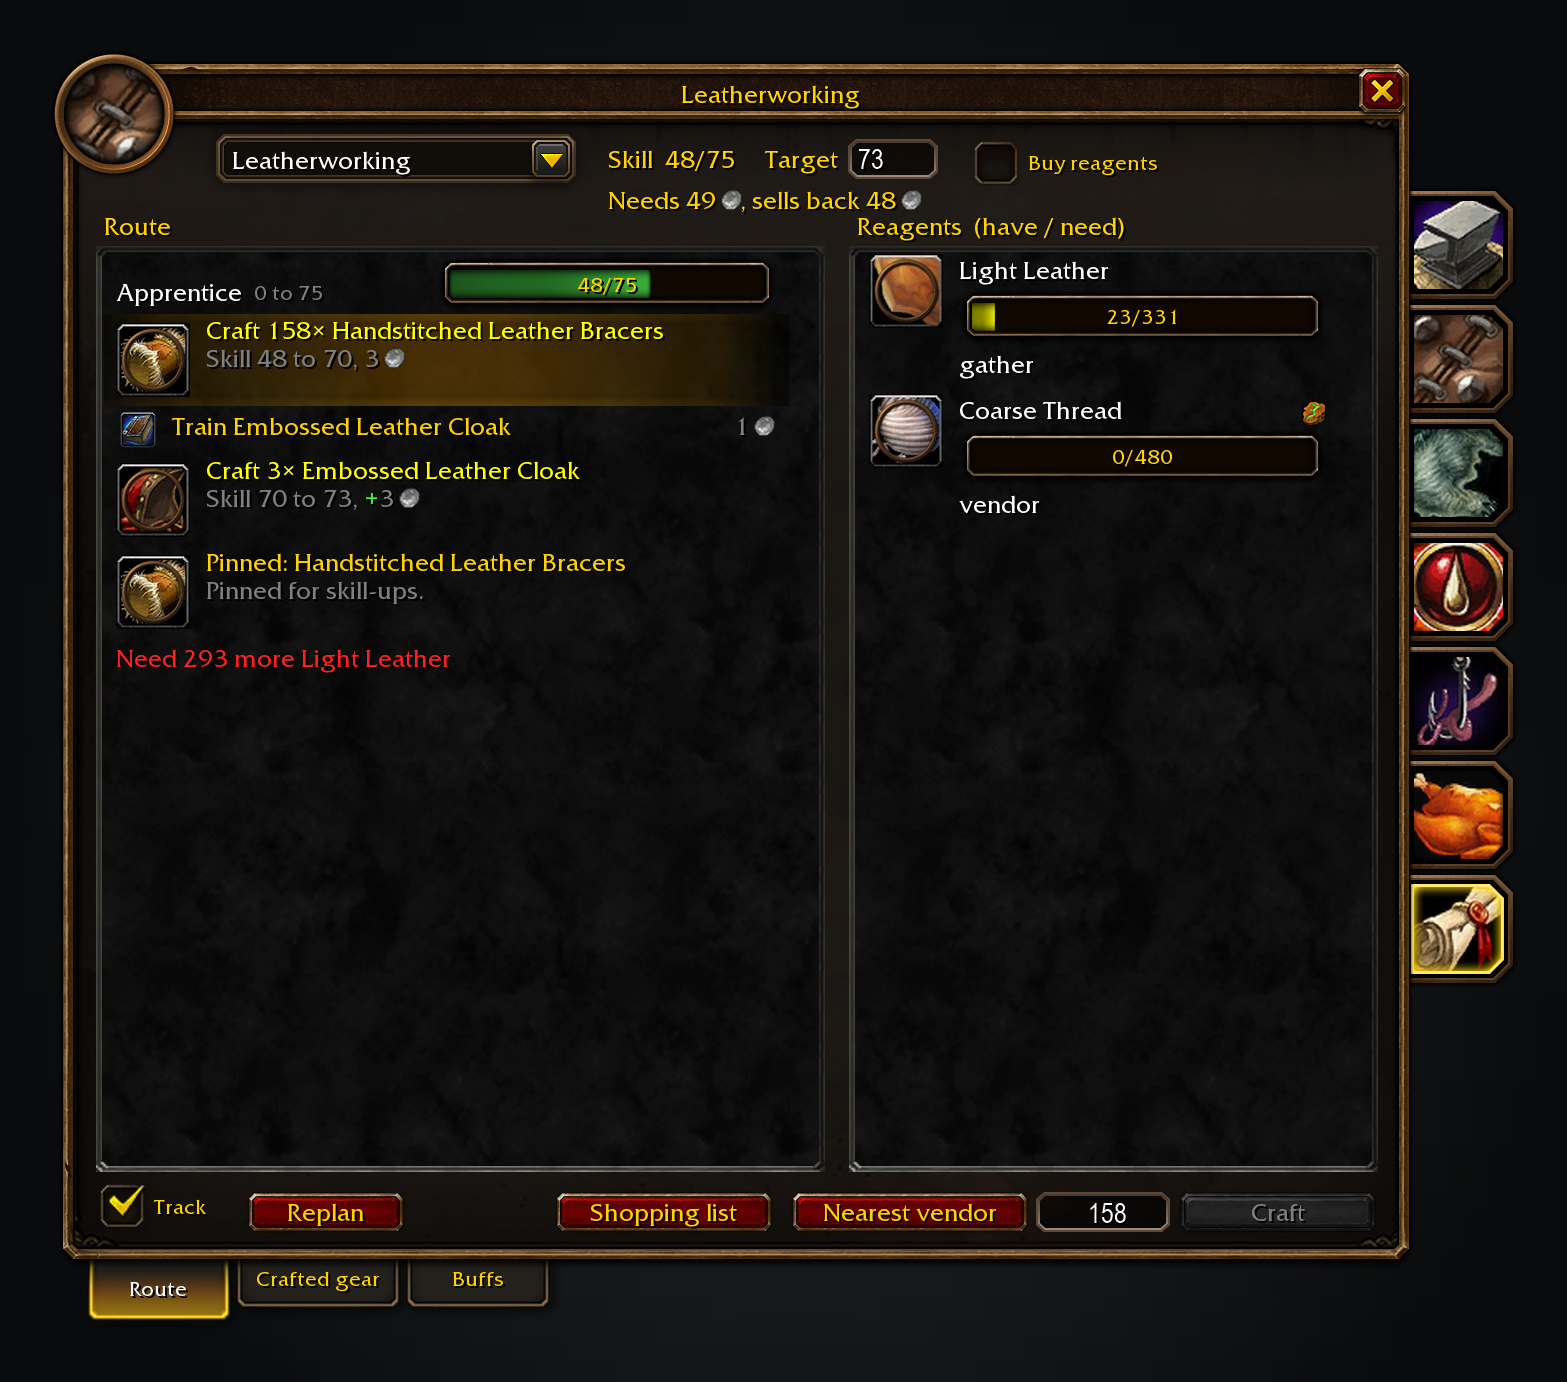 Leatherworking
Leatherworking
Skill 48/75 Target 73
Buy reagents
Needs 49, sells back 48
Route
Reagents (have / need)
Apprentice 0 to 75
48/75
Craft 158× Handstitched Leather Bracers
Skill 48 to 70, 3
Train Embossed Leather Cloak 1
Craft 3× Embossed Leather Cloak
Skill 70 to 73, +3
Pinned: Handstitched Leather Bracers
Pinned for skill-ups.
Need 293 more Light Leather
Light Leather
23/331
gather
Coarse Thread
0/480
vendor
Track
Replan
Shopping list
Nearest vendor
158
Craft
Route
Crafted gear
Buffs